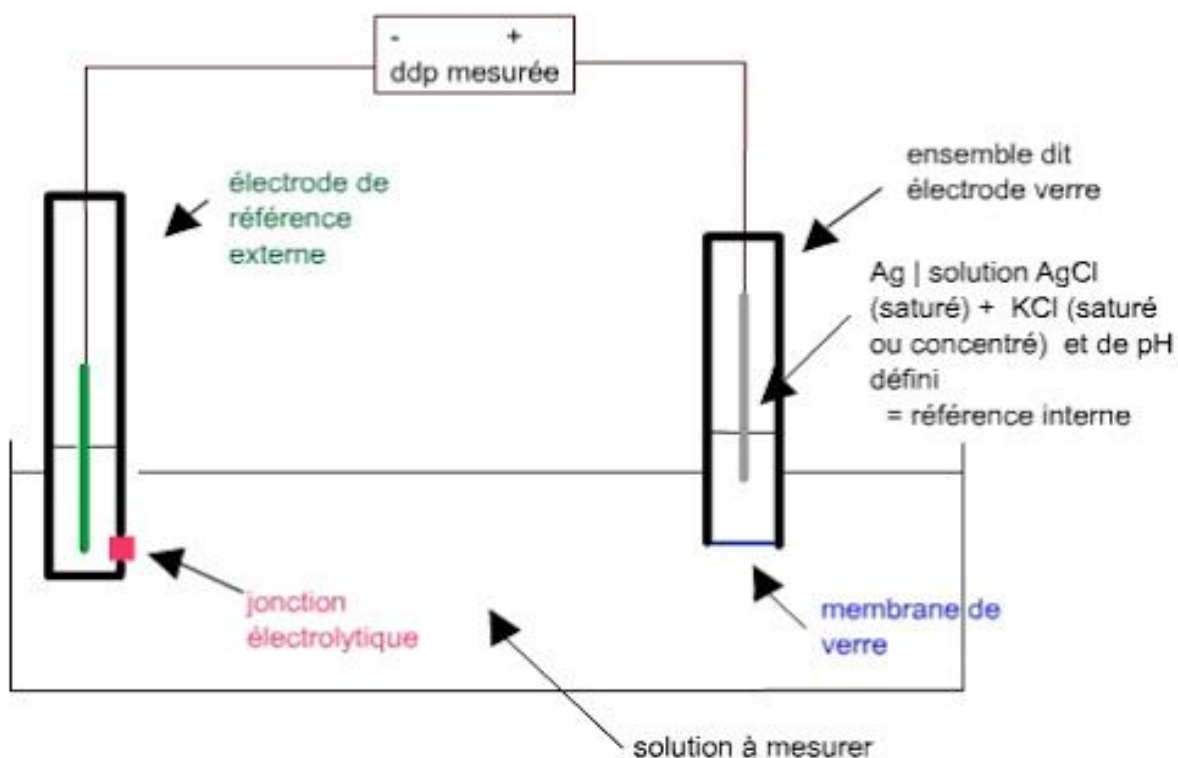 - +
ddp mesurée
électrode de
référence
externe
ensemble dit
électrode verre
Ag | solution AgCl
(saturé) + KCl (saturé
ou concentré) et de pH
défini
= référence interne
jonction
électrolytique
membrane de
verre
solution à mesurer